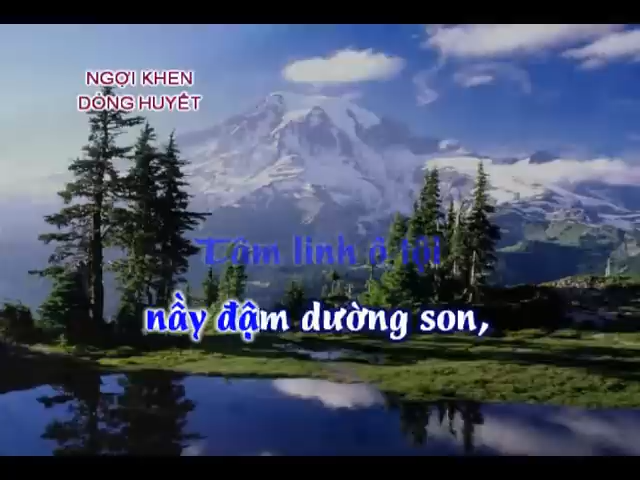 NGỢI KHEN
DÒNG HUYẾT
Tâm linh ô tội
nầy đậm dường son,